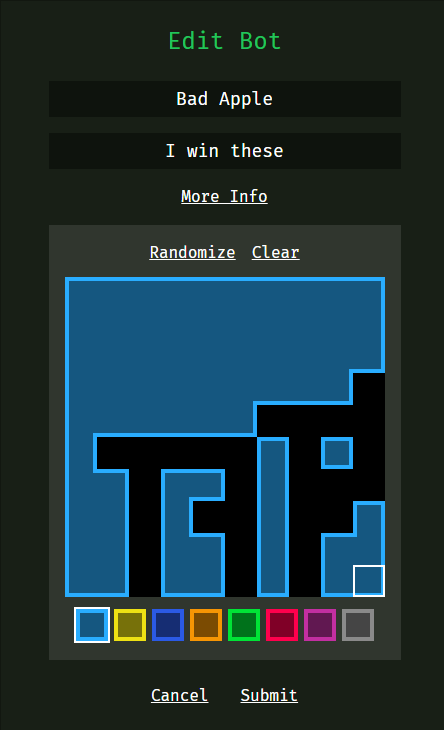 Edit Bot
Bad Apple
I win these
More Info
Randomize Clear
Cancel Submit